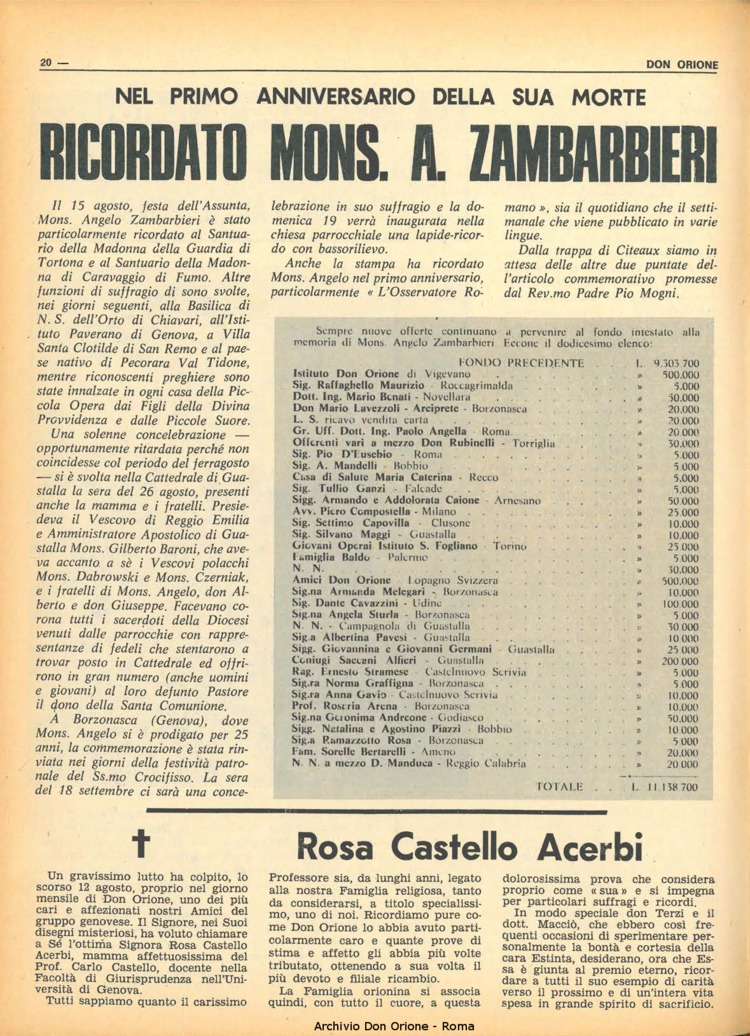 20 —
DON ORIONE
NEL PRIMO ANNIVERSARIO DELLA SUA MORTE
RICORDATO MONS. A. ZAMBARBIERI
Il 15 agosto, festa dell'Assunta,
Mons. Angelo Zambarbieri è stato
particolarmente ricordato al Santua-
rio della Madonna della Guardia di
Tortona e al Santuario della Madon-
na di Caravaggio di Fumo. Altre
funzioni di suffragio di sono svolte,
nei giorni seguenti, alla Basilica di
N. S. dell'Orto di Chiavari, all'Isti-
tuto Paverano di Genova, a Villa
Santa Clotilde di San Remo e al pae-
se nativo di Pecorara Val Tidone,
mentre riconoscenti preghiere sono
state innalzate in ogni casa della Pic-
cola Opera dai Figli della Divina
Provvidenza e dalle Piccole Suore.
Una solenne concelebrazione —
opportunamente ritardata perché non
coincidesse col periodo del ferragosto
— si è svolta nella Cattedrale di Gua-
stalla la sera del 26 agosto, presenti
anche la mamma e i fratelli. Presie-
deva il Vescovo di Reggio Emilia
e Amministratore Apostolico di Gua-
stalla Mons. Gilberto Baroni, che ave-
va accanto a sè i Vescovi polacchi
Mons. Dabrowski e Mons. Czerniak,
e i fratelli di Mons. Angelo, don Al-
berto e don Giuseppe. Facevano co-
rona tutti i sacerdoti della Diocesi
venuti dalle parrocchie con rappre-
sentanze di fedeli che stentarono a
trovar posto in Cattedrale ed offri-
rono in gran numero (anche uomini
e giovani) al loro defunto Pastore
il dono della Santa Comunione.
A Borzonasca (Genova), dove
Mons. Angelo si è prodigato per 25
anni, la commemorazione è stata rin-
viata nei giorni della festività patro-
nale del Ss.mo Crocifisso. La sera
del 18 settembre ci sarà una conce-
lebrazione in suo suffragio e la do-
menica 19 verrà inaugurata nella
chiesa parrocchiale una lapide-ricor-
do con bassorilievo.
Anche la stampa ha ricordato
Mons. Angelo nel primo anniversario,
particolarmente « L'Osservatore Ro-
mano », sia il quotidiano che il setti-
manale che viene pubblicato in varie
lingue.
Dalla trappa di Citeaux siamo in
attesa delle altre due puntate del-
l'articolo commemorativo promesse
dal Rev.mo Padre Pio Mogni.
Sempre nuove offerte continuano a pervenire al fondo intestato alla
memoria di Mons. Angelo Zambarbieri. Eccone il dodicesimo elenco:
FONDO PRECEDENTE . . . L. 9.303.700
Istituto Don Orione di Vigevano » 500.000
Sig. Raffaghello Maurizio - Roccagrimalda » 5.000
Dott. Ing. Mario Benati - Novellara » 50.000
Don Mario Lavezzoli - Arciprete - Borzonasca » 20.000
L. S. ricavo vendita carta » 20.000
Gr. Uff. Dott. Ing. Paolo Angella - Roma » 20.000
Offerenti vari a mezzo Don Rubinelli - Torriglia » 30.000
Sig. Pio D'Eusebio - Roma » 5.000
Sig. A. Mandelli - Bobbio » 5.000
Casa di Salute Maria Caterina - Recco » 5.000
Sig. Tullio Ganzi - Falcade » 5.000
Sigg. Armando e Addolorata Caione - Arnesano » 50.000
Avv. Piero Compostella - Milano » 25.000
Sig. Settimo Capovilla - Clusone » 10.000
Sig. Silvano Maggi - Guastalla » 10.000
Giovani Operai Istituto S. Fogliano - Torino » 25.000
Famiglia Baldo - Palermo » 5.000
N. N. » 30.000
Amici Don Orione - Lopagno Svizzera » 500.000
Sig.na Armanda Melegari - Borzonasca » 10.000
Sig. Dante Cavazzini - Udine » 100.000
Sig.na Angela Sturla - Borzonasca » 5.000
N. N. - Campagnola di Guastalla » 30.000
Sig.a Albertina Pavesi - Guastalla » 10.000
Sigg. Giovannina e Giovanni Germani - Guastalla » 25.000
Coniugi Saccani Alfieri - Guastalla » 200.000
Rag. Ernesto Stramese - Castelnuovo Scrivia » 5.000
Sig.ra Norma Graffigna - Borzonasca » 5.000
Sig.ra Anna Gavio - Castelnuovo Scrivia » 10.000
Prof. Roseria Arena - Borzonasca » 10.000
Sig.na Geronima Andreone - Godiasco » 50.000
Sigg. Natalina e Agostino Piazzi - Bobbio » 10.000
Sig.a Ramazzotto Rosa - Borzonasca » 5.000
Fam. Sorelle Bertarelli - Ameno » 20.000
N. N. a mezzo D. Manduca - Reggio Calabria » 20.000
TOTALE . . L. 11.138.700
Rosa Castello Acerbi
Un gravissimo lutto ha colpito, lo
scorso 12 agosto, proprio nel giorno
mensile di Don Orione, uno dei più
cari e affezionati nostri Amici del
gruppo genovese. Il Signore, nei Suoi
disegni misteriosi, ha voluto chiamare
a Sé l'ottima Signora Rosa Castello
Acerbi, mamma affettuosissima del
Prof. Carlo Castello, docente nella
Facoltà di Giurisprudenza nell'Uni-
versità di Genova.
Tutti sappiamo quanto il carissimo
Professore sia, da lunghi anni, legato
alla nostra Famiglia religiosa, tanto
da considerarsi, a titolo specialissi-
mo, uno di noi. Ricordiamo pure co-
me Don Orione lo abbia avuto parti-
colarmente caro e quante prove di
stima e affetto gli abbia più volte
tributato, ottenendo a sua volta il
più devoto e filiale ricambio.
La Famiglia orionina si associa
quindi, con tutto il cuore, a questa
dolorosissima prova che considera
proprio come « sua » e si impegna
per particolari suffragi e ricordi.
In modo speciale don Terzi e il
dott. Macciò, che ebbero così fre-
quenti occasioni di sperimentare per-
sonalmente la bontà e cortesia della
cara Estinta, desiderano, ora che Es-
sa è giunta al premio eterno, ricor-
dare a tutti il suo esempio di carità
verso il prossimo e di un'intera vita
spesa in grande spirito di sacrificio.
Archivio Don Orione - Roma